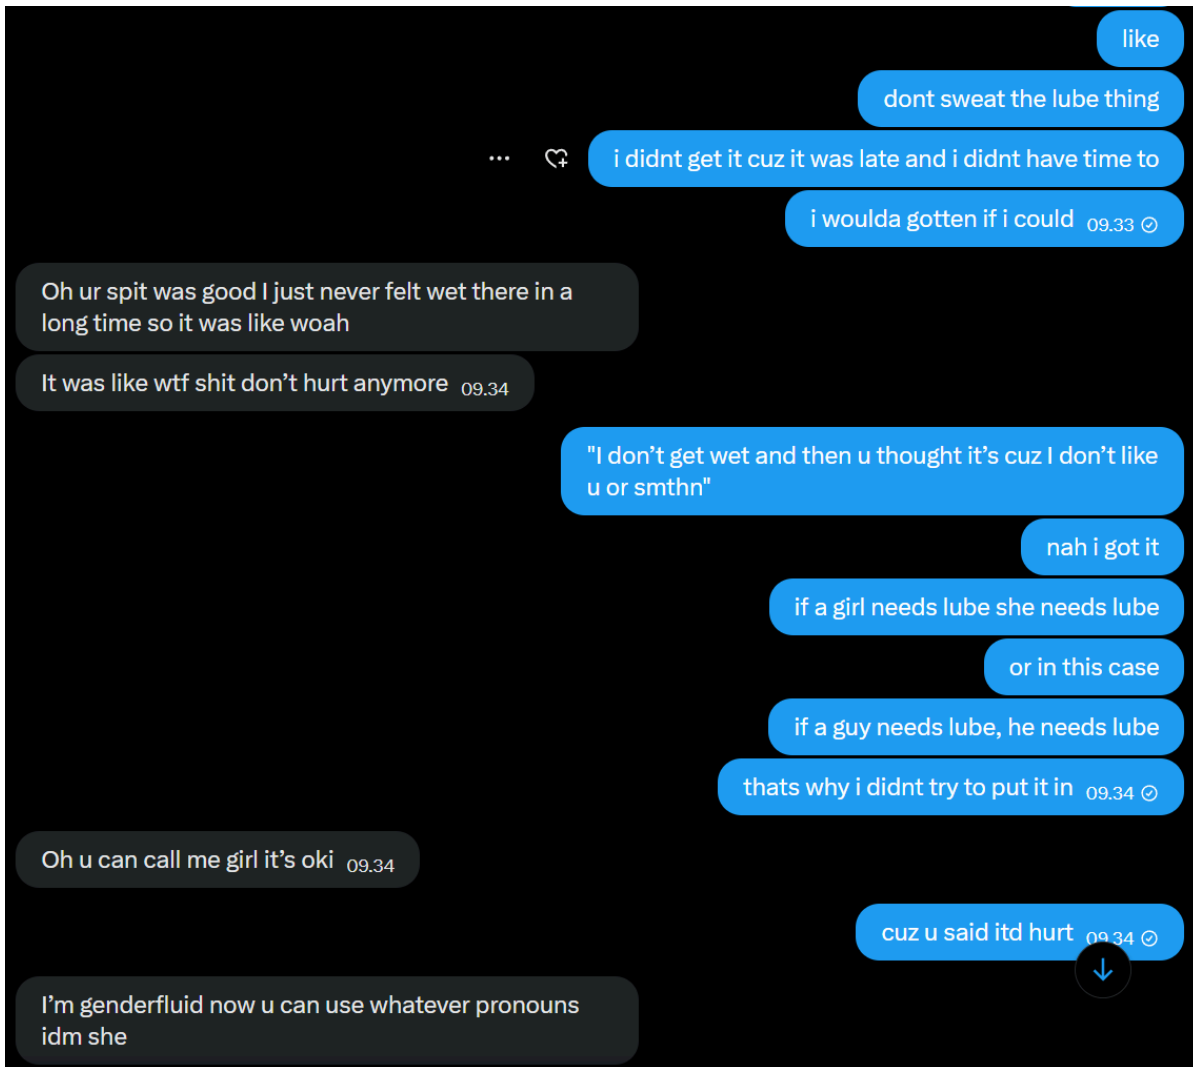 like
dont sweat the lube thing
i didnt get it cuz it was late and i didnt have time to
i woulda gotten if i could 09.33
Oh ur spit was good I just never felt wet there in a
long time so it was like woah
It was like wtf shit don’t hurt anymore 09.34
"I don’t get wet and then u thought it’s cuz I don’t like
u or smthn"
nah i got it
if a girl needs lube she needs lube
or in this case
if a guy needs lube, he needs lube
thats why i didnt try to put it in 09.34
Oh u can call me girl it’s oki 09.34
cuz u said itd hurt 09.34
I’m genderfluid now u can use whatever pronouns
idm she